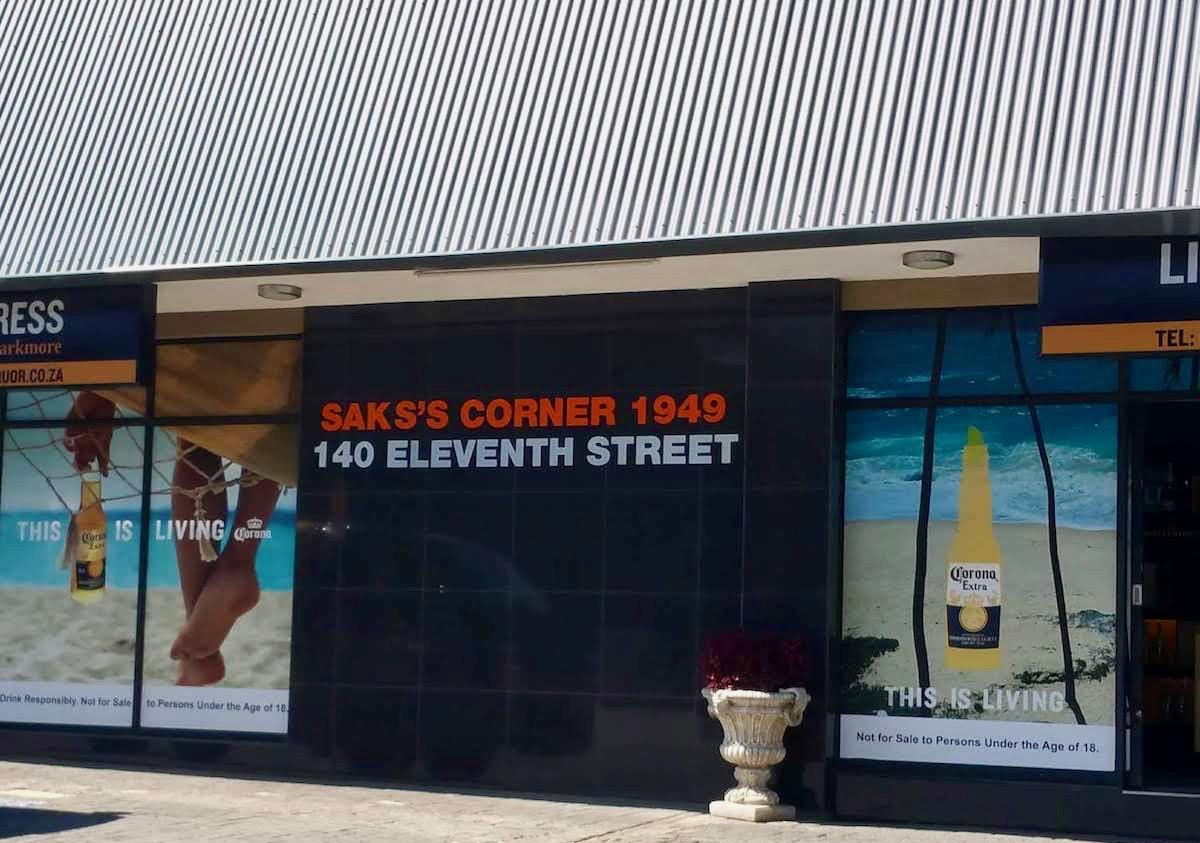 RESS
arkmore
UOR.CO.ZA
SAKS'S CORNER 1949
140 ELEVENTH STREET
LI
TEL:
THIS IS LIVING Corona
Corona
Extra
Drink Responsibly. Not for Sale to Persons Under the Age of 18.
Corona
Extra
THIS IS LIVING
Not for Sale to Persons Under the Age of 18.